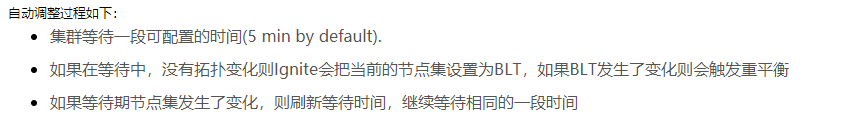 自动调整过程如下：
集群等待一段可配置的时间(5 min by default).
如果在等待中，没有拓扑变化则Ignite会把当前的节点集设置为BLT，如果BLT发生了变化则会触发重平衡
如果等待期节点集发生了变化，则刷新等待时间，继续等待相同的一段时间